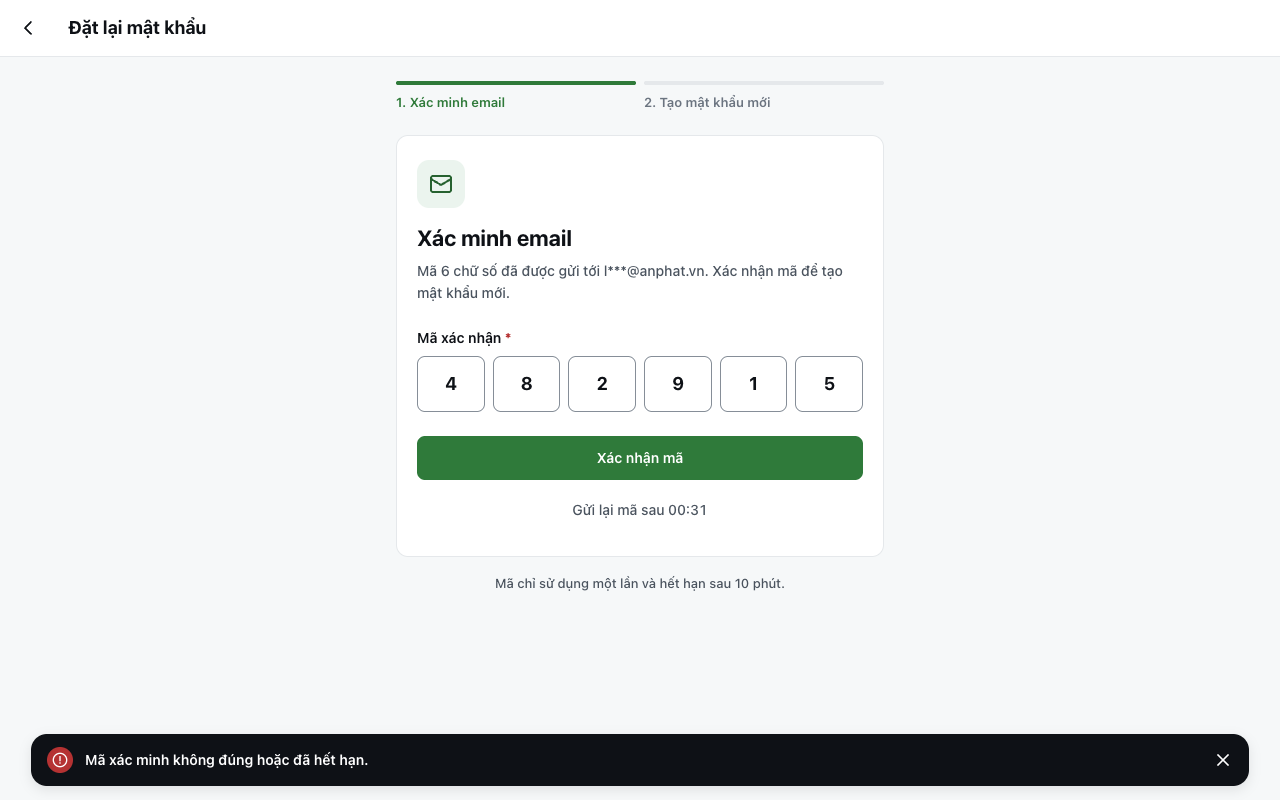 Đặt lại mật khẩu
1. Xác minh email
2. Tạo mật khẩu mới
Xác minh email
Mã 6 chữ số đã được gửi tới l***@anphat.vn. Xác nhận mã để tạo
mật khẩu mới.
Mã xác nhận *
4 8 2 9 1 5
Xác nhận mã
Gửi lại mã sau 00:31
Mã chỉ sử dụng một lần và hết hạn sau 10 phút.
Mã xác minh không đúng hoặc đã hết hạn.